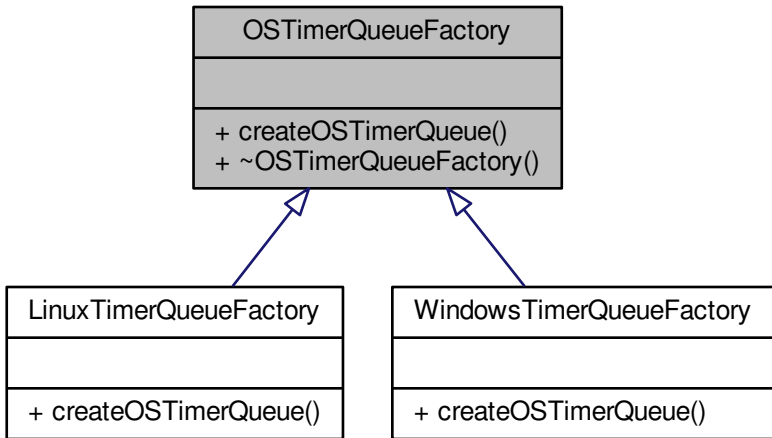 OSTimerQueueFactory
+ createOSTimerQueue()
+ ~OSTimerQueueFactory()
LinuxTimerQueueFactory
+ createOSTimerQueue()
WindowsTimerQueueFactory
+ createOSTimerQueue()